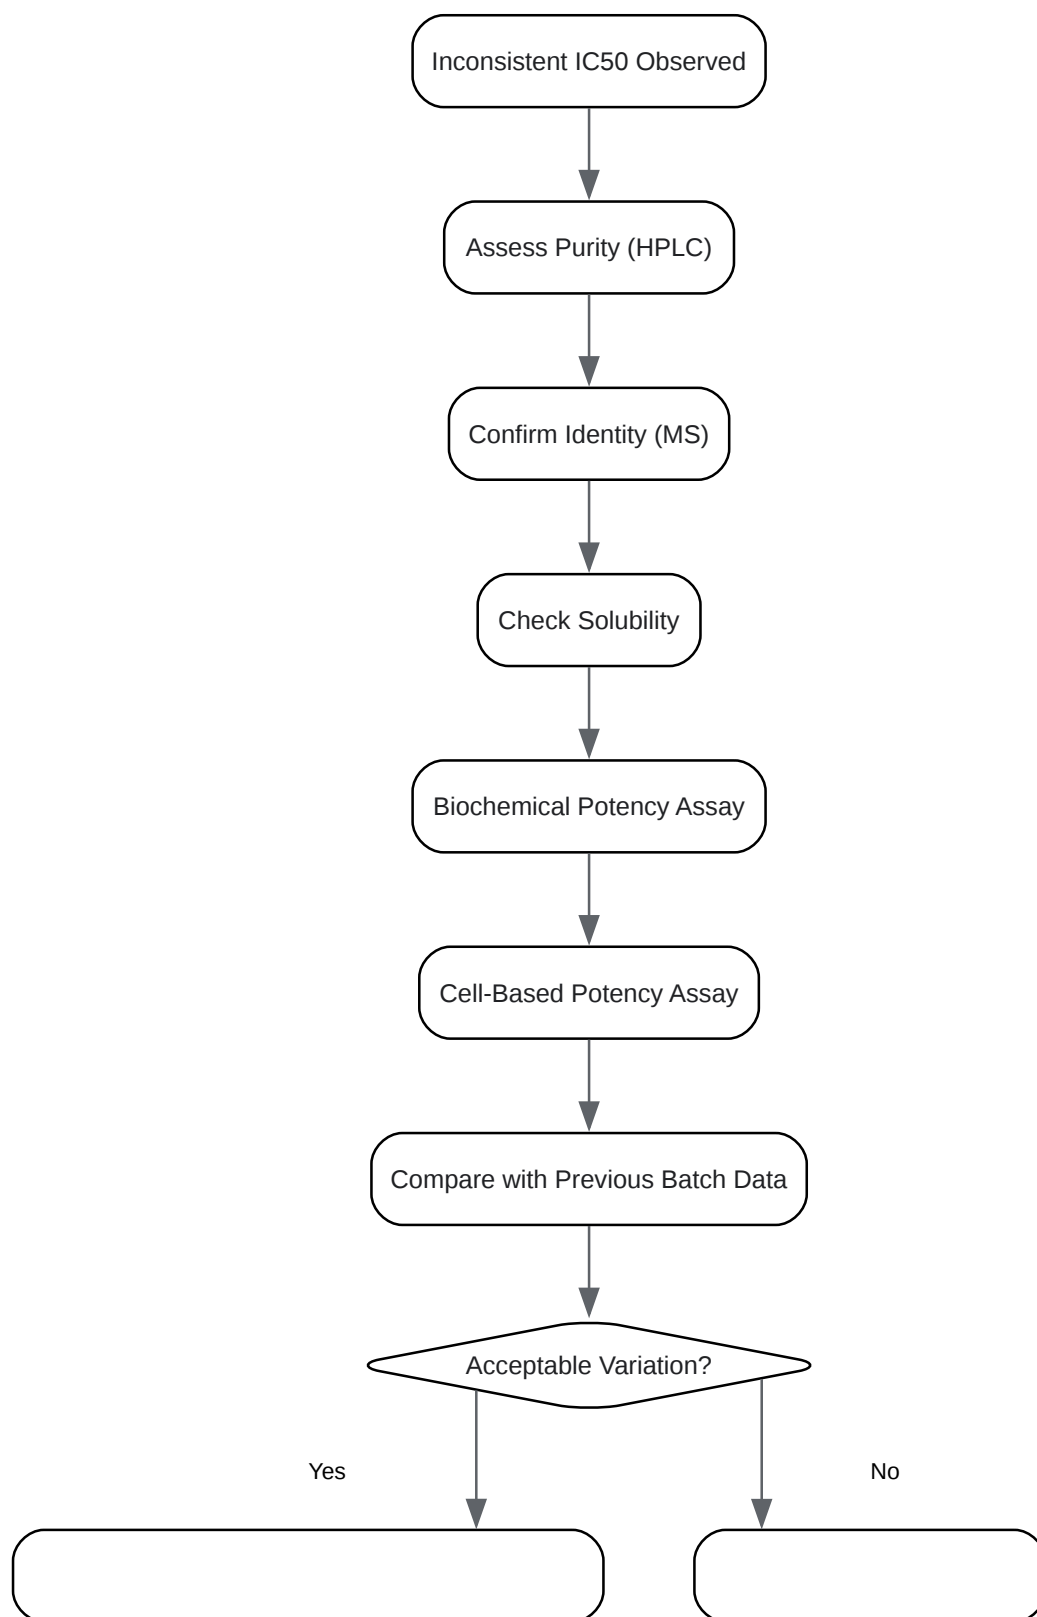 Inconsistent IC50 Observed
Assess Purity (HPLC)
Confirm Identity (MS)
Check Solubility
Biochemical Potency Assay
Cell-Based Potency Assay
Compare with Previous Batch Data
Acceptable Variation?
Yes
No